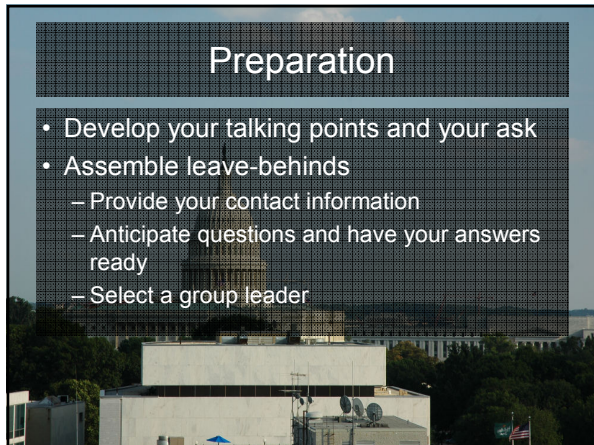 Preparation
• Develop your talking points and your ask
• Assemble leave-behinds
– Provide your contact information
– Anticipate questions and have your answers
ready
– Select a group leader